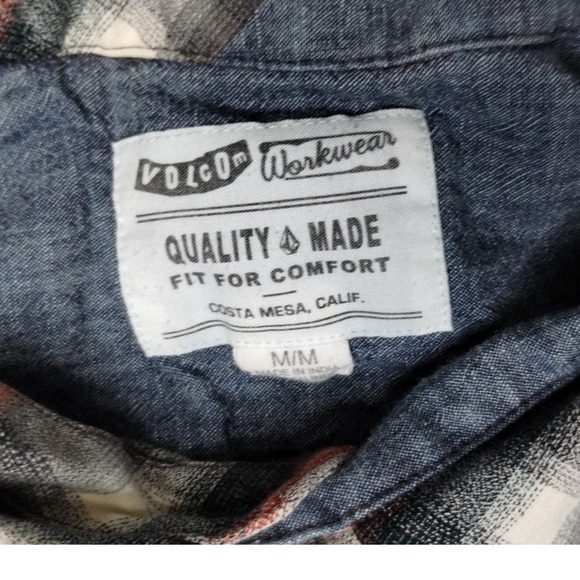 VOLCOM Workwear
QUALITY MADE
FIT FOR COMFORT
COSTA MESA, CALIF.
M/M
MADE IN INDIA